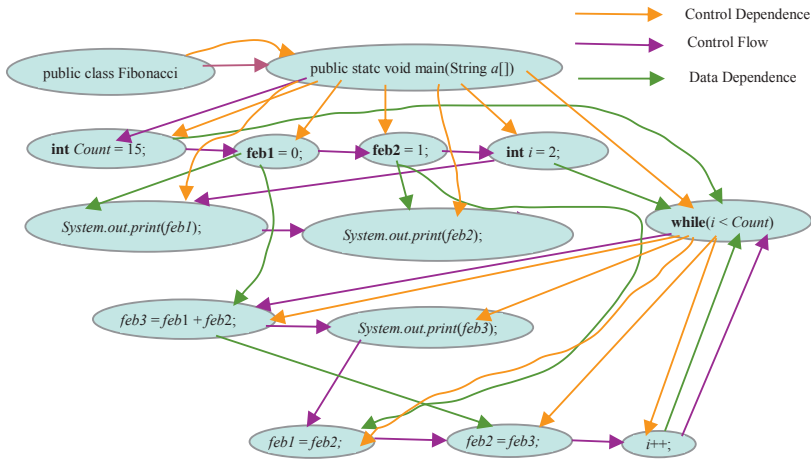 Control Dependence
Control Flow
Data Dependence
public class Fibonacci
public statc void main(String a[])
int Count = 15;
feb1 = 0;
feb2 = 1;
int i = 2;
System.out.print(feb1);
System.out.print(feb2);
while(i < Count)
feb3 = feb1 + feb2;
System.out.print(feb3);
feb1 = feb2;
feb2 = feb3;
i++;